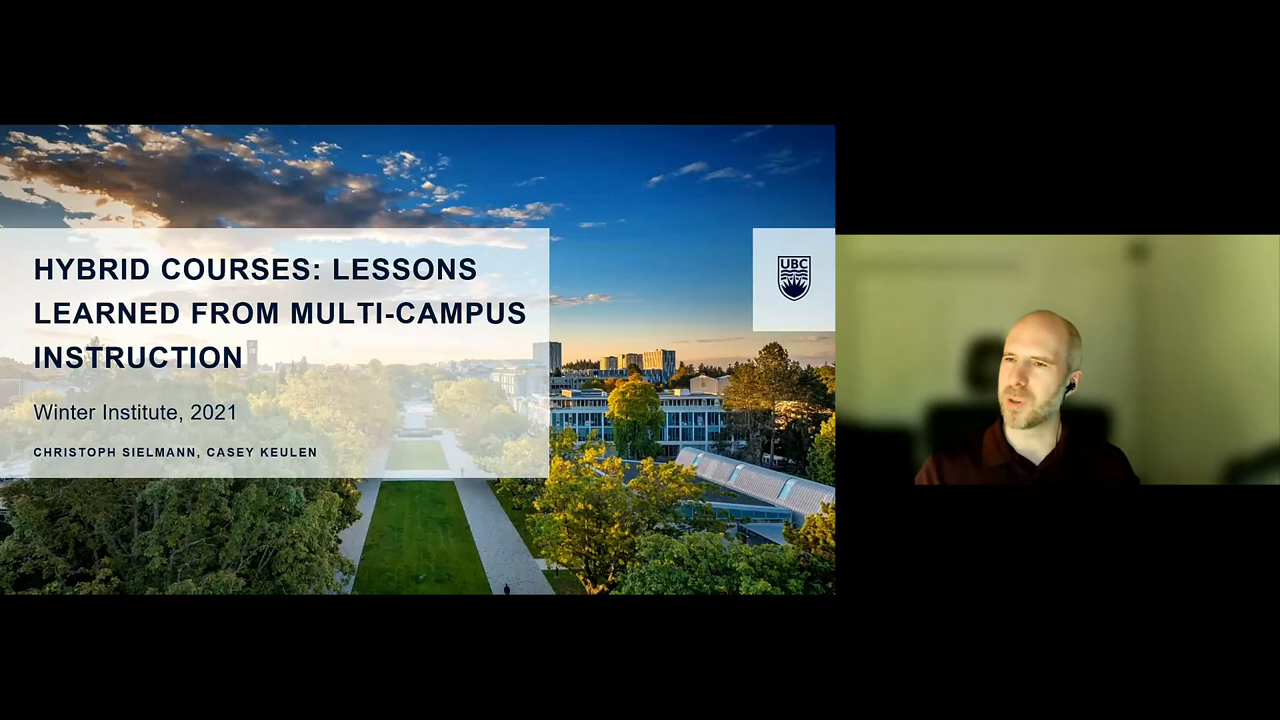 HYBRID COURSES: LESSONS
LEARNED FROM MULTI-CAMPUS
INSTRUCTION
Winter Institute, 2021
CHRISTOPH SIELMANN, CASEY KEULEN
UBC